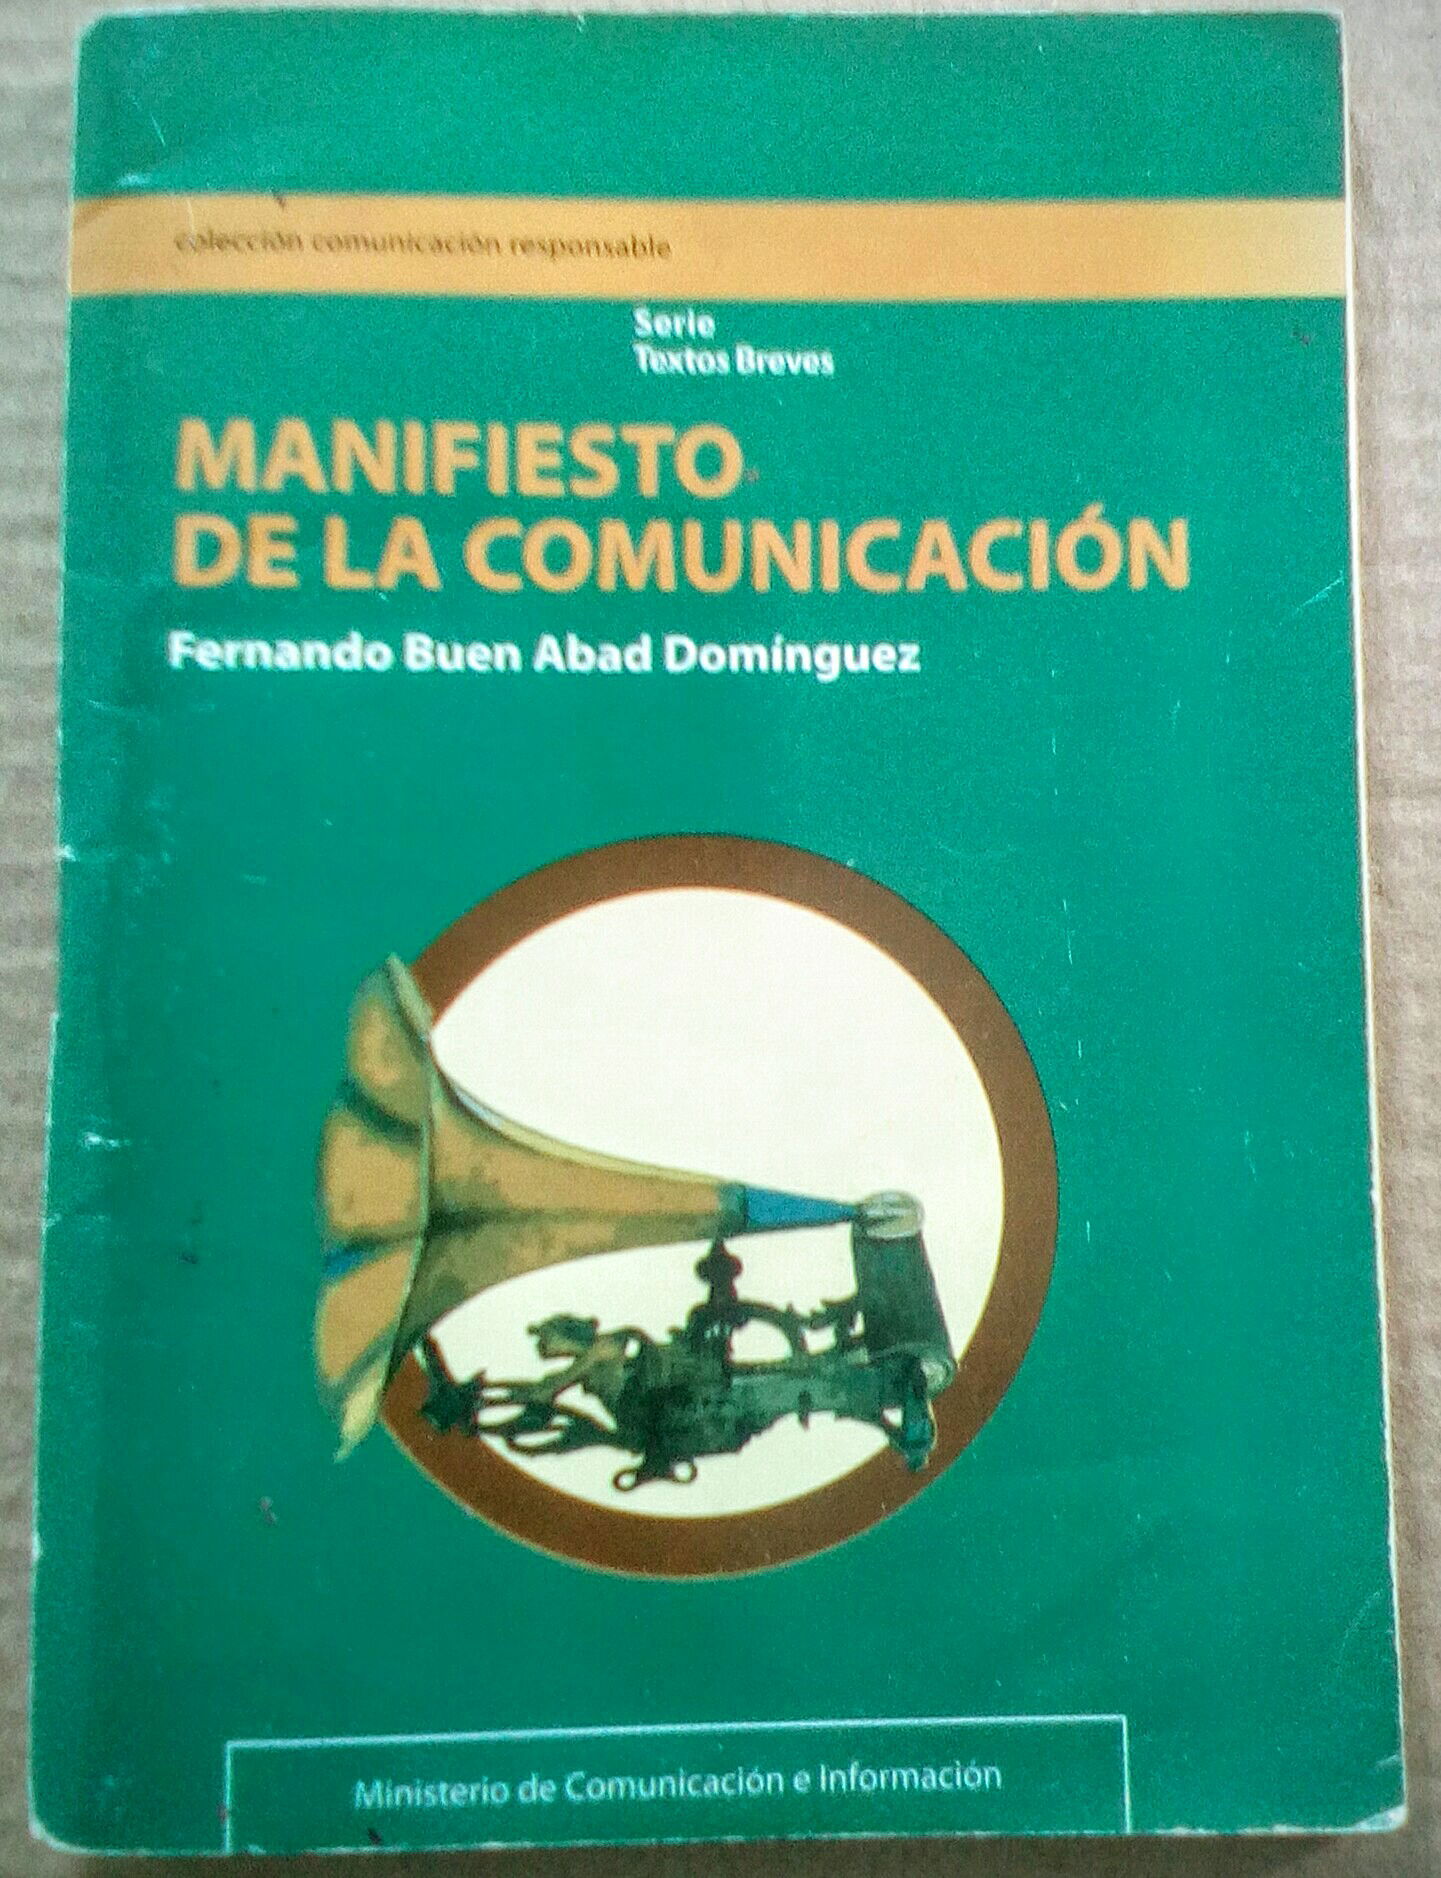 colección comunicación responsable
Serie
Textos Breves
MANIFIESTO
DE LA COMUNICACIÓN
Fernando Buen Abad Domínguez
Ministerio de Comunicación e Información